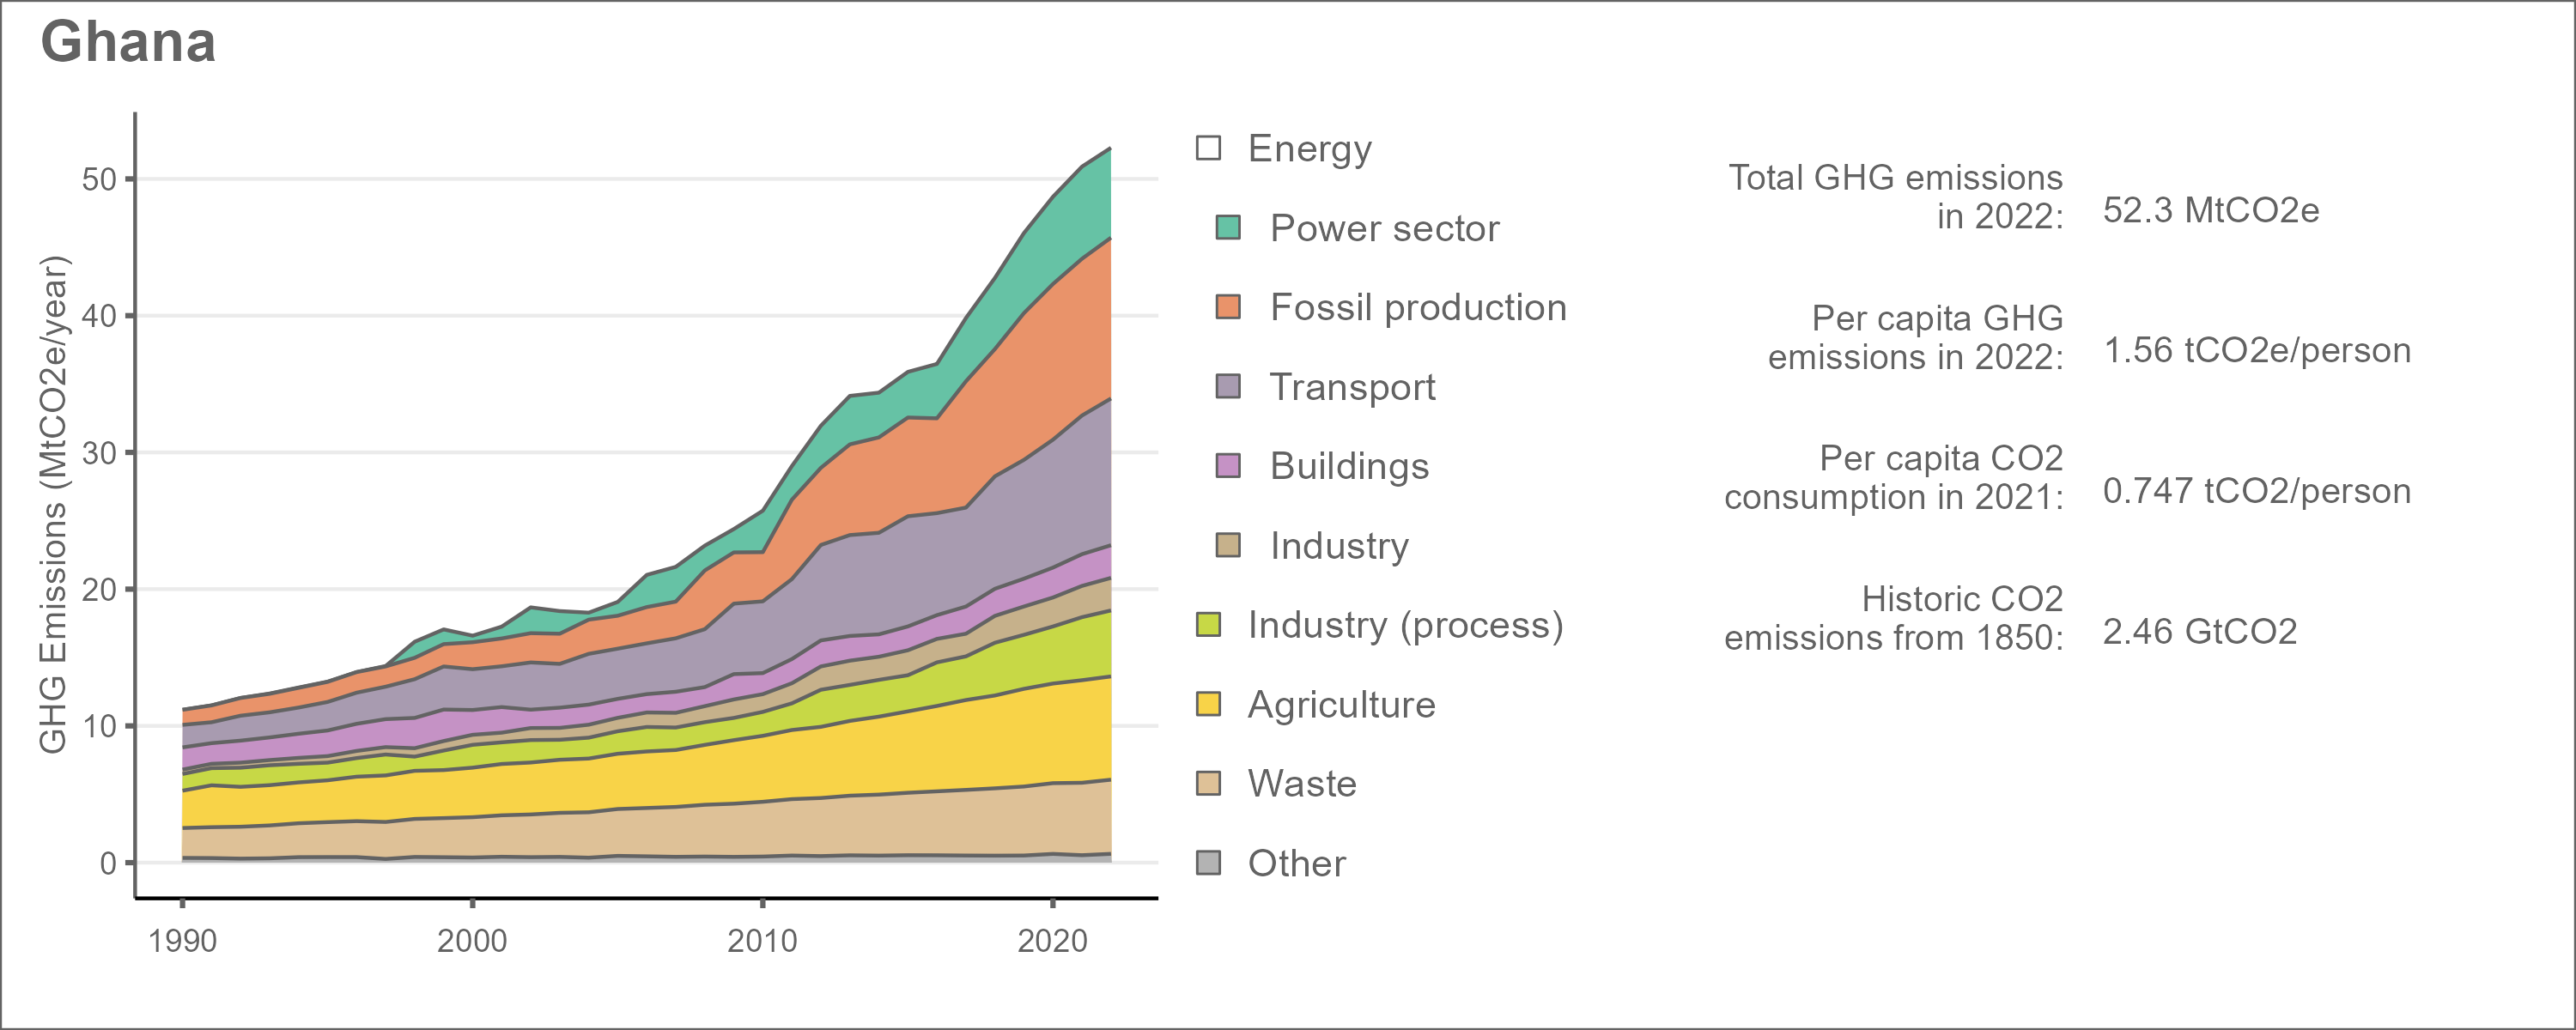 Ghana
GHG Emissions (MtCO2e/year)
50
40
30
20
10
0
1990
2000
2010
2020
Energy
Power sector
Fossil production
Transport
Buildings
Industry
Industry (process)
Agriculture
Waste
Other
Total GHG emissions
in 2022:
52.3 MtCO2e
Per capita GHG
emissions in 2022:
1.56 tCO2e/person
Per capita CO2
consumption in 2021:
0.747 tCO2/person
Historic CO2
emissions from 1850:
2.46 GtCO2